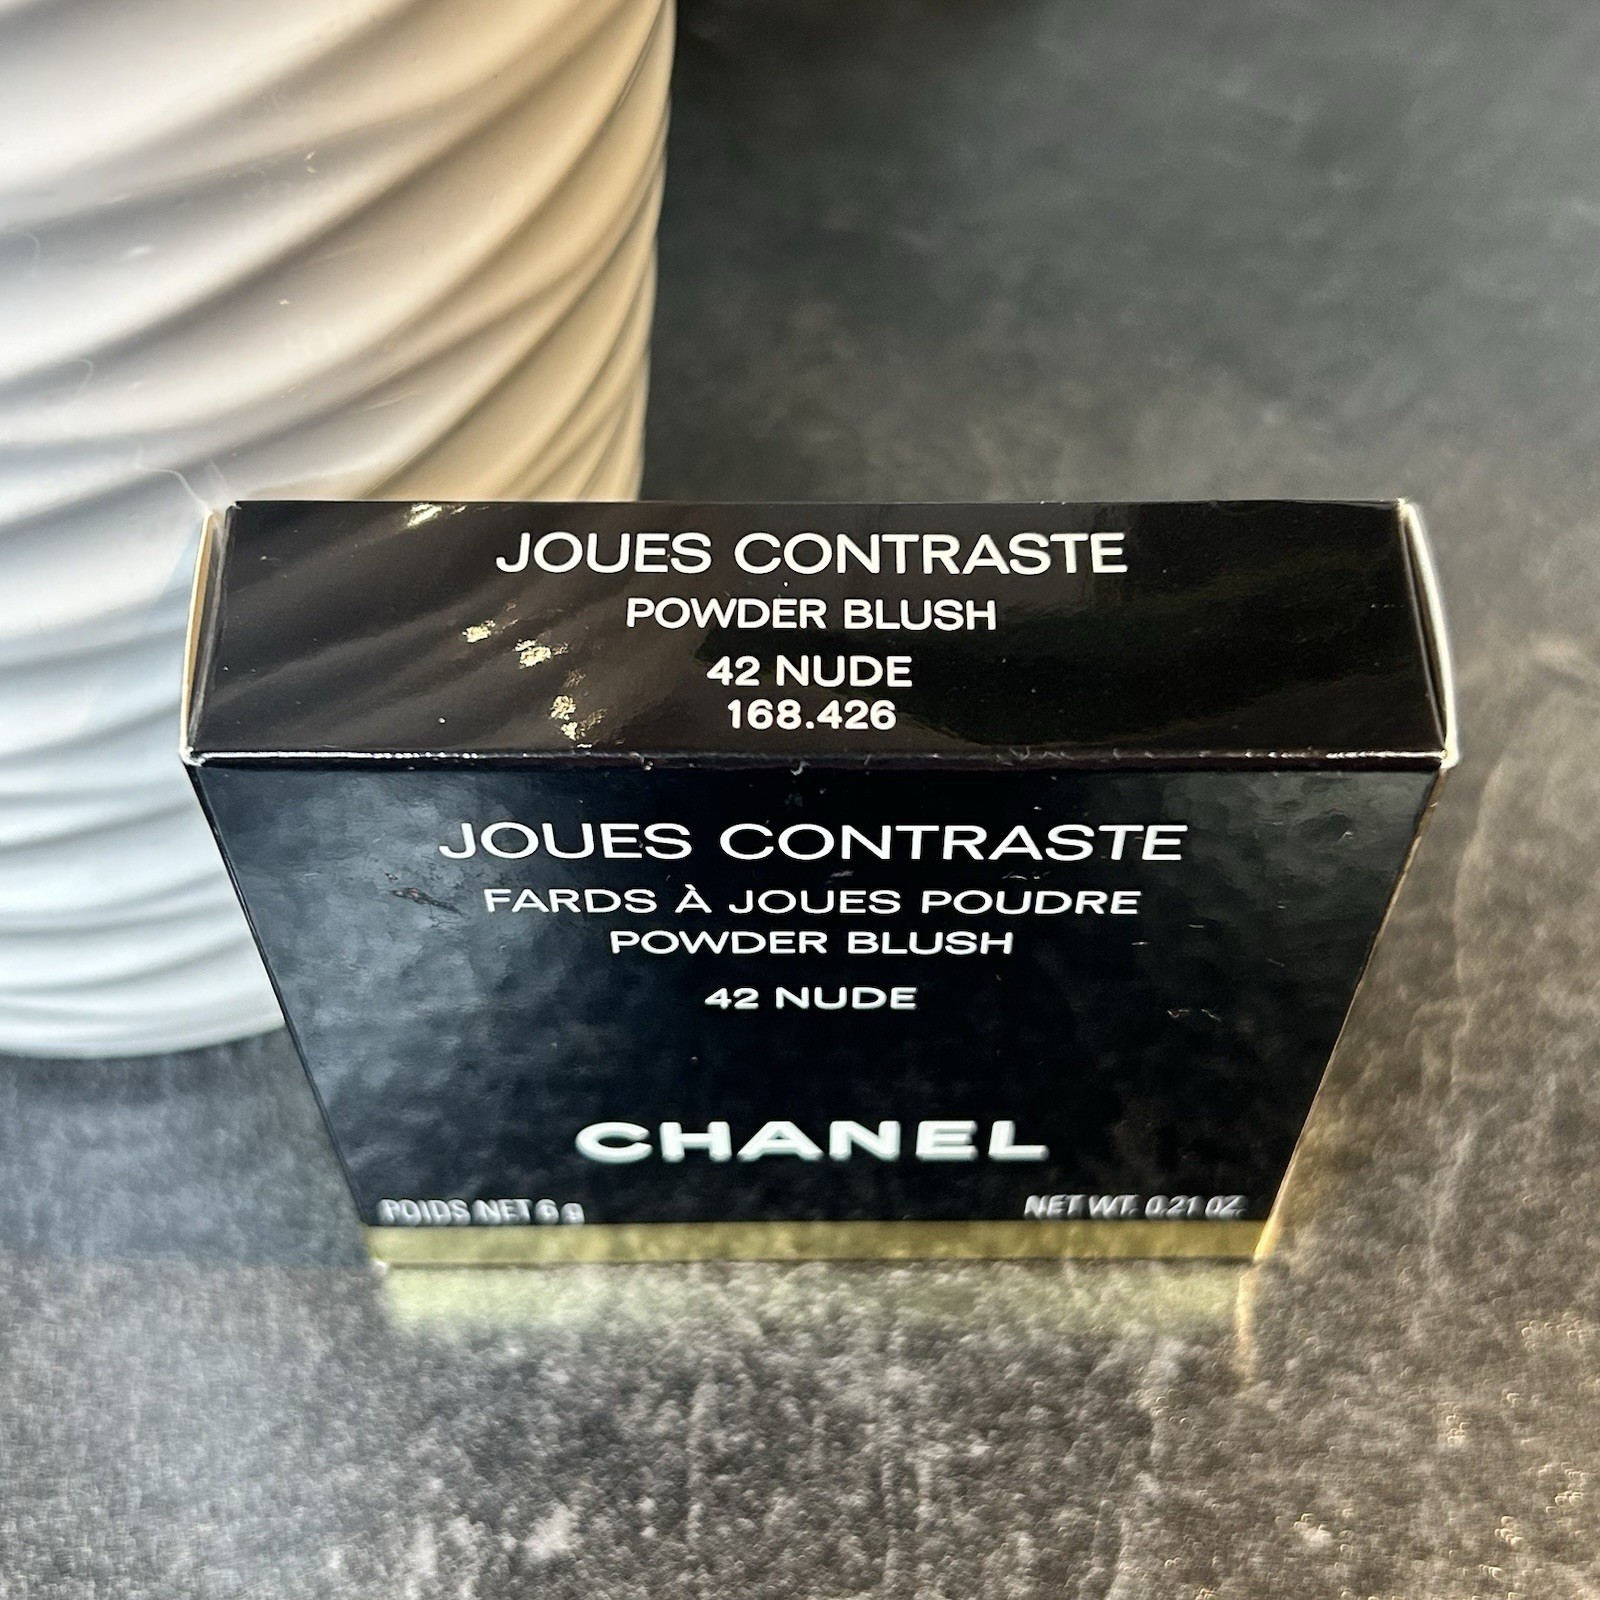 JOUES CONTRASTE
POWDER BLUSH
42 NUDE
168.426
JOUES CONTRASTE
FARDS À JOUES POUDRE
POWDER BLUSH
42 NUDE
CHANEL
POIDS NET 6 g NET WT. 0.21 OZ.